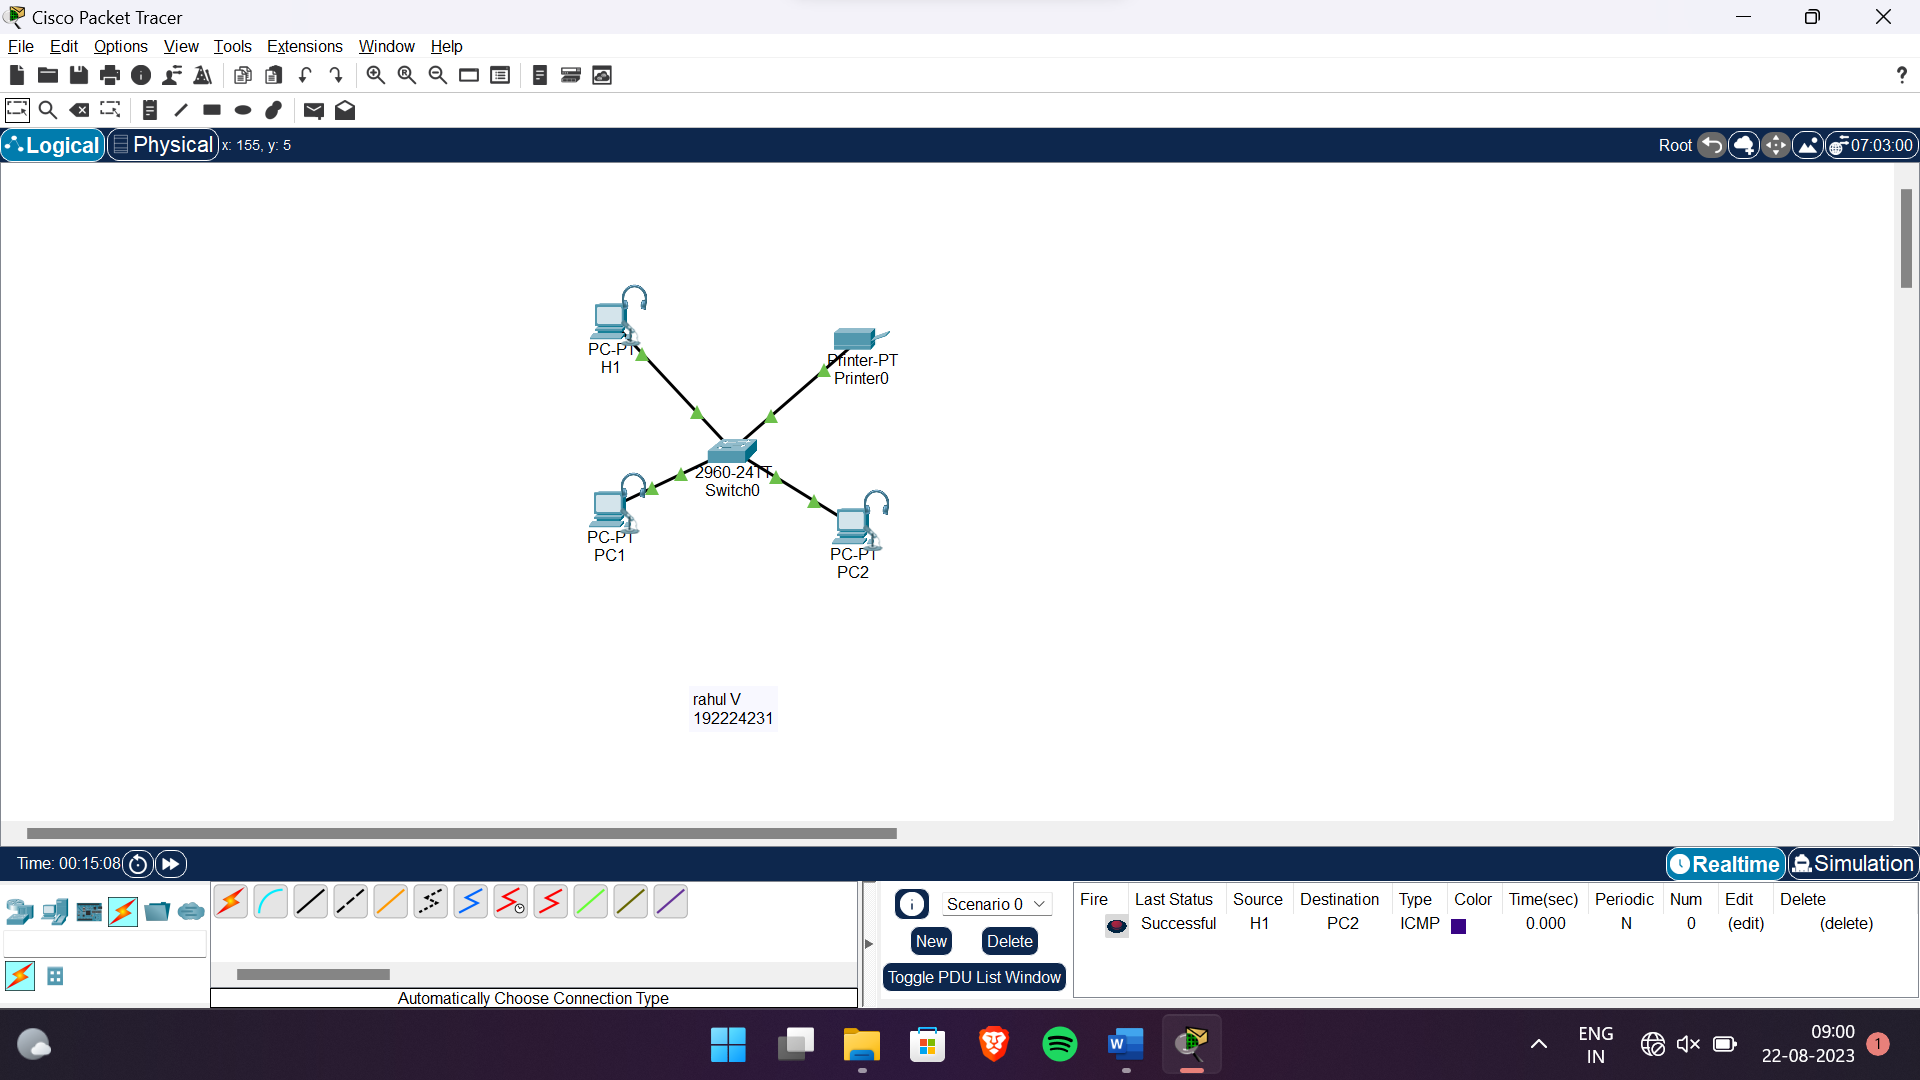 Cisco Packet Tracer
File Edit Options View Tools Extensions Window Help
?
Logical Physical x: 155, y: 5 Root 07:03:00
PC-PT
H1
Printer-PT
Printer0
2960-24TT
Switch0
PC-PT
PC1
PC-PT
PC2
rahul V
192224231
Time: 00:15:08 Realtime Simulation
Scenario 0
New Delete
Toggle PDU List Window
Automatically Choose Connection Type
Fire Last Status Source Destination Type Color Time(sec) Periodic Num Edit Delete
Successful H1 PC2 ICMP 0.000 N 0 (edit) (delete)
ENG
IN
09:00
22-08-2023
1